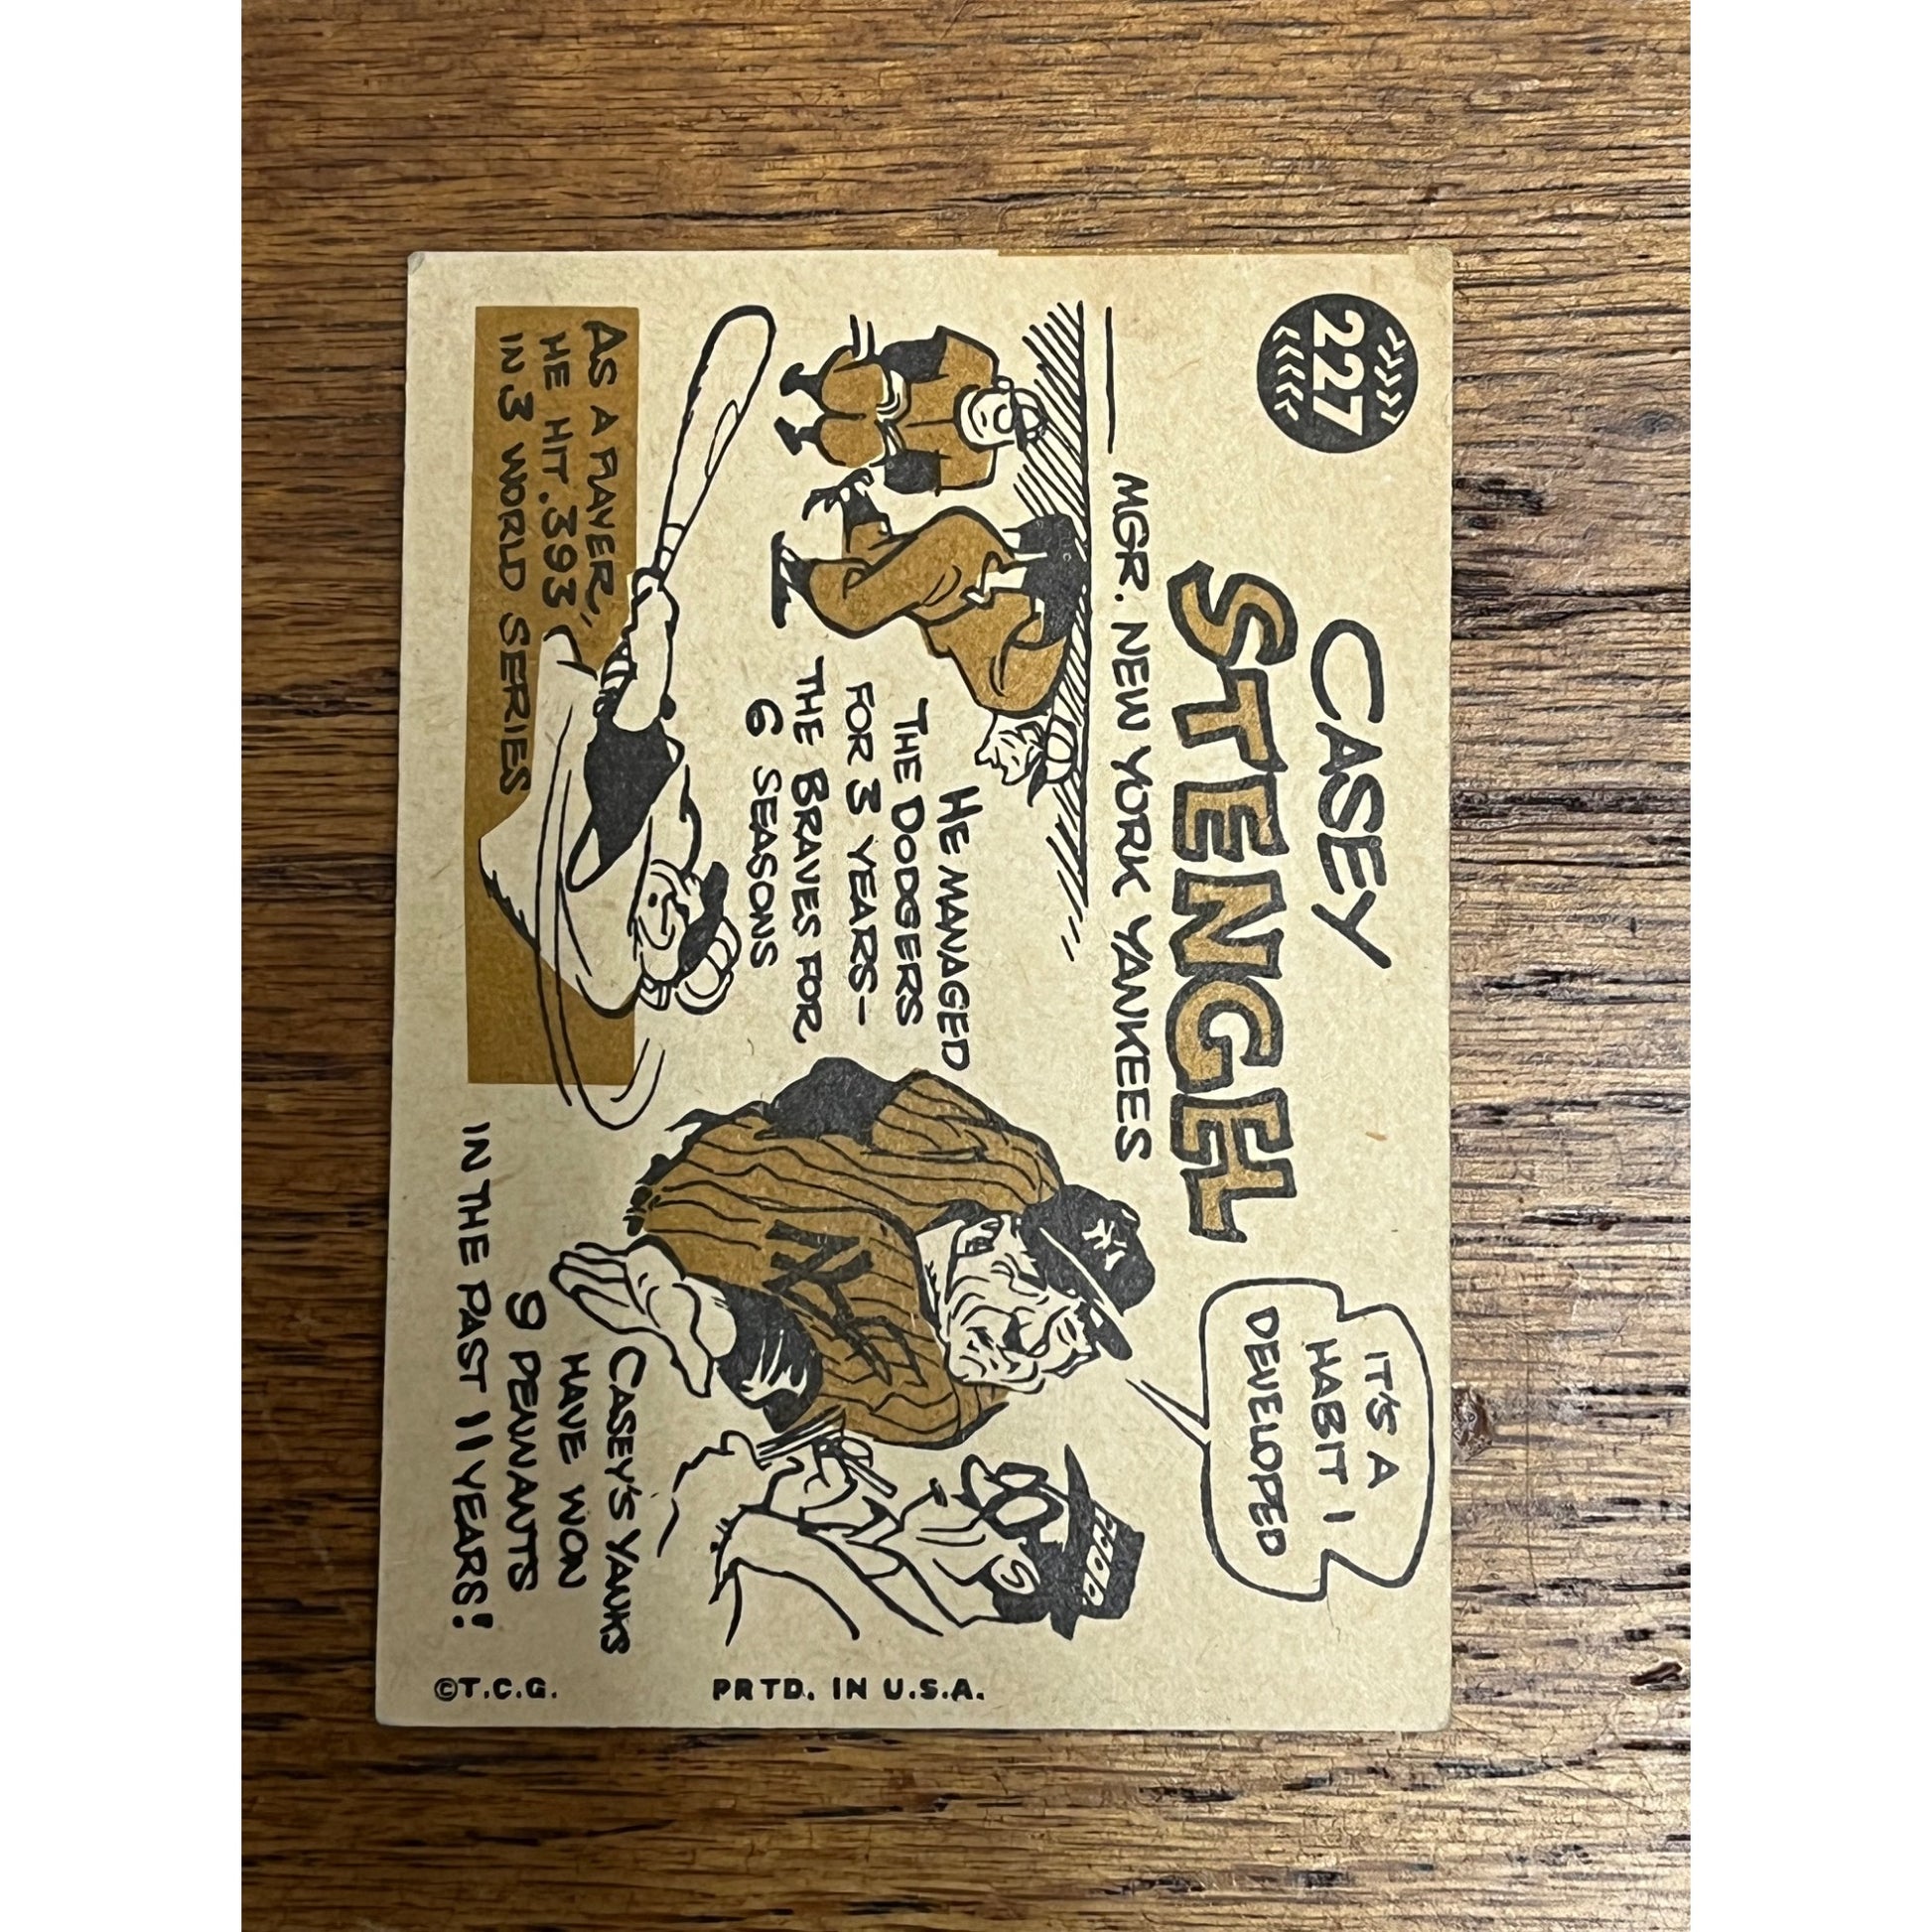 227
CASEY
STENGEL
MGR. NEW YORK YANKEES
IT'S A
HABIT I
DEVELOPED
HE MANAGED
THE DODGERS
FOR 3 YEARS—
THE BRAVES FOR
6 SEASONS
NY
NY
AS A PLAYER,
HE HIT .393
IN 3 WORLD SERIES
CASEY'S YANKS
HAVE WON
9 PENNANTS
IN THE PAST 11 YEARS!
©T.C.G.
PRTD. IN U.S.A.